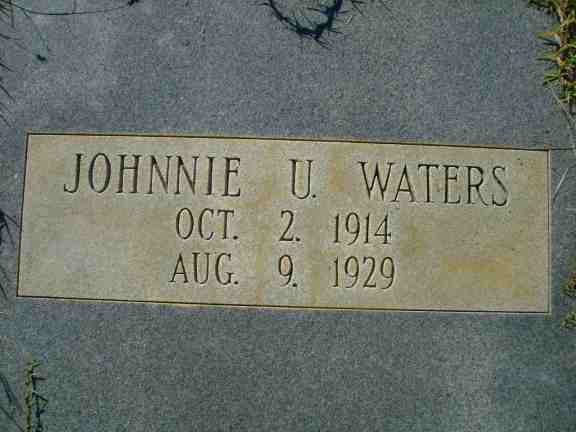 JOHNNIE U. WATERS
OCT. 2. 1914
AUG. 9. 1929